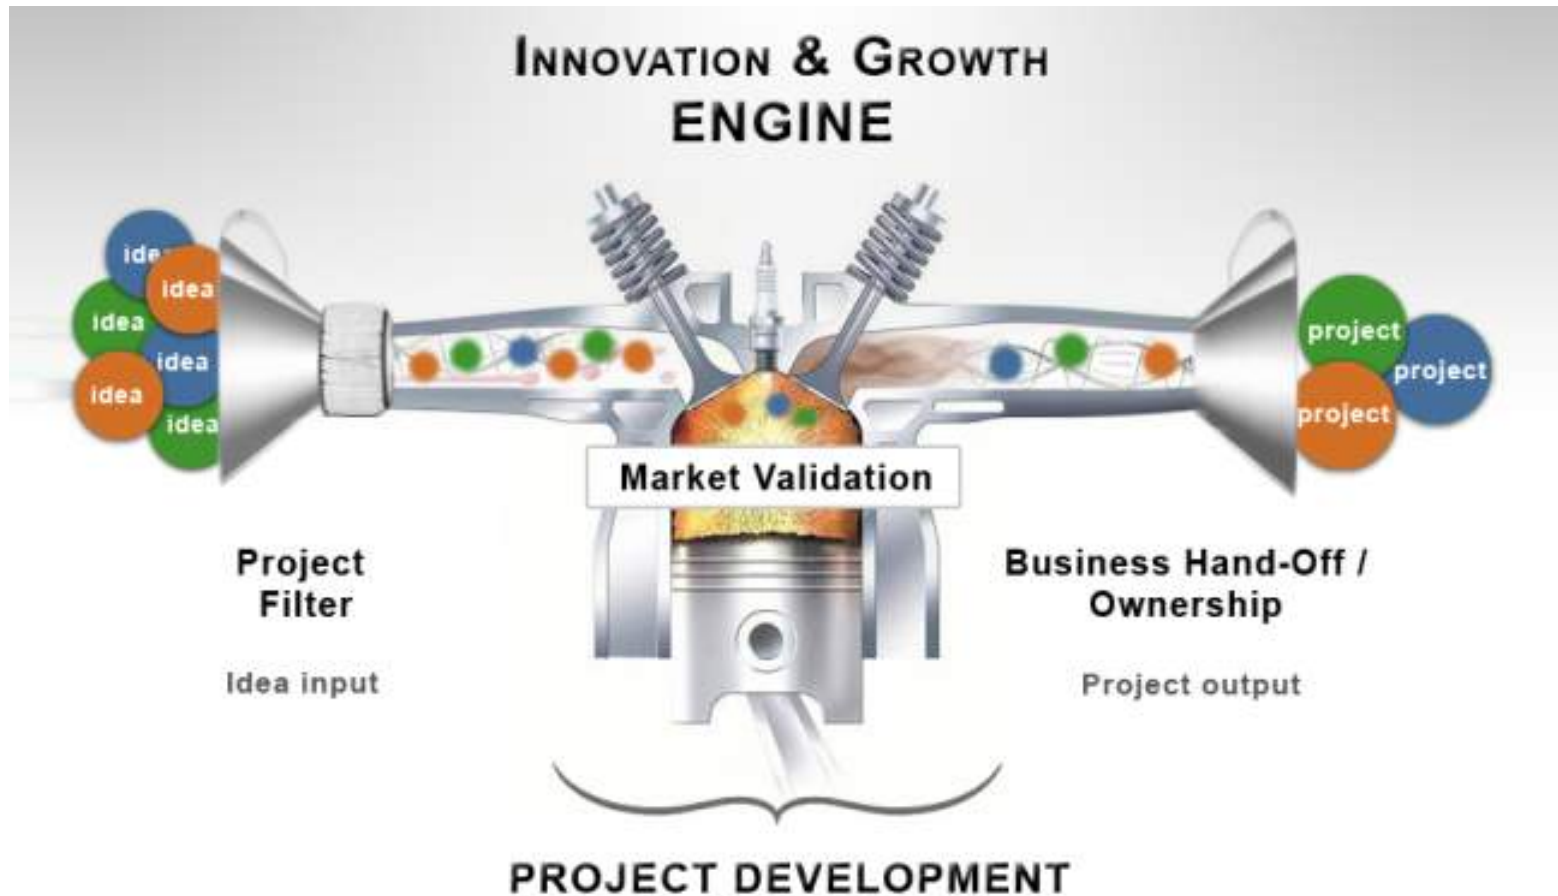 INNOVATION & GROWTH
ENGINE
idea
idea
idea
idea
idea
idea
project
project
project
Market Validation
Project
Filter
Business Hand-Off /
Ownership
Idea input
Project output
PROJECT DEVELOPMENT